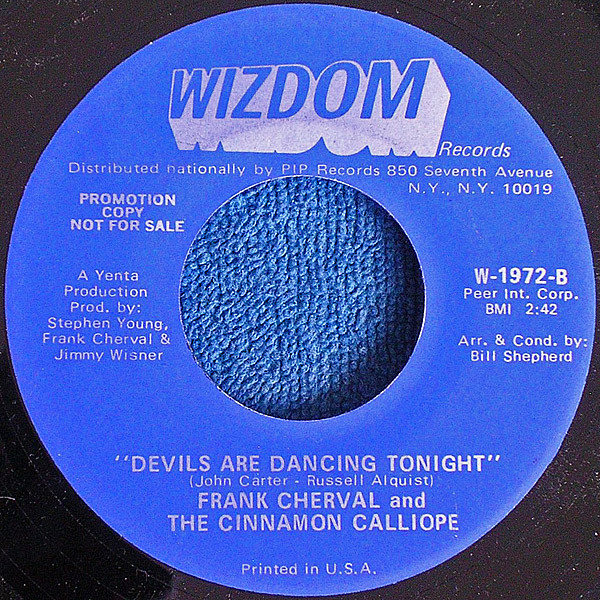 WIZDOM
Records
Distributed nationally by PIP Records 850 Seventh Avenue
N.Y., N.Y. 10019
PROMOTION
COPY
NOT FOR SALE
A Yenta
Production
Prod. by:
Stephen Young,
Frank Cherval &
Jimmy Wisner
W-1972-B
Peer Int. Corp.
BMI 2:42
Arr. & Cond. by:
Bill Shepherd
"DEVILS ARE DANCING TONIGHT"
(John Carter - Russell Alquist)
FRANK CHERVAL and
THE CINNAMON CALLIOPE
Printed in U.S.A.